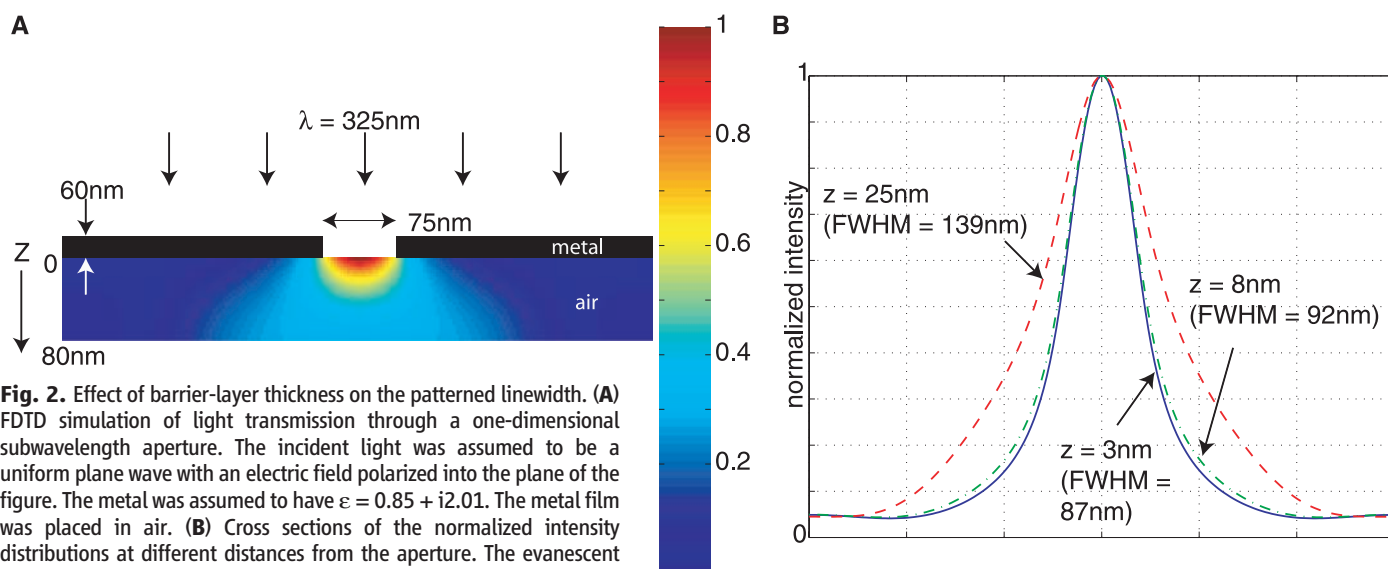 A
λ = 325nm
60nm
75nm
metal
Z
0
air
80nm
1
0.8
0.6
0.4
0.2
B
1
normalized intensity
z = 25nm
(FWHM = 139nm)
z = 8nm
(FWHM = 92nm)
z = 3nm
(FWHM =
87nm)
0
Fig. 2. Effect of barrier-layer thickness on the patterned linewidth. (A)
FDTD simulation of light transmission through a one-dimensional
subwavelength aperture. The incident light was assumed to be a
uniform plane wave with an electric field polarized into the plane of the
figure. The metal was assumed to have ε = 0.85 + i2.01. The metal film
was placed in air. (B) Cross sections of the normalized intensity
distributions at different distances from the aperture. The evanescent